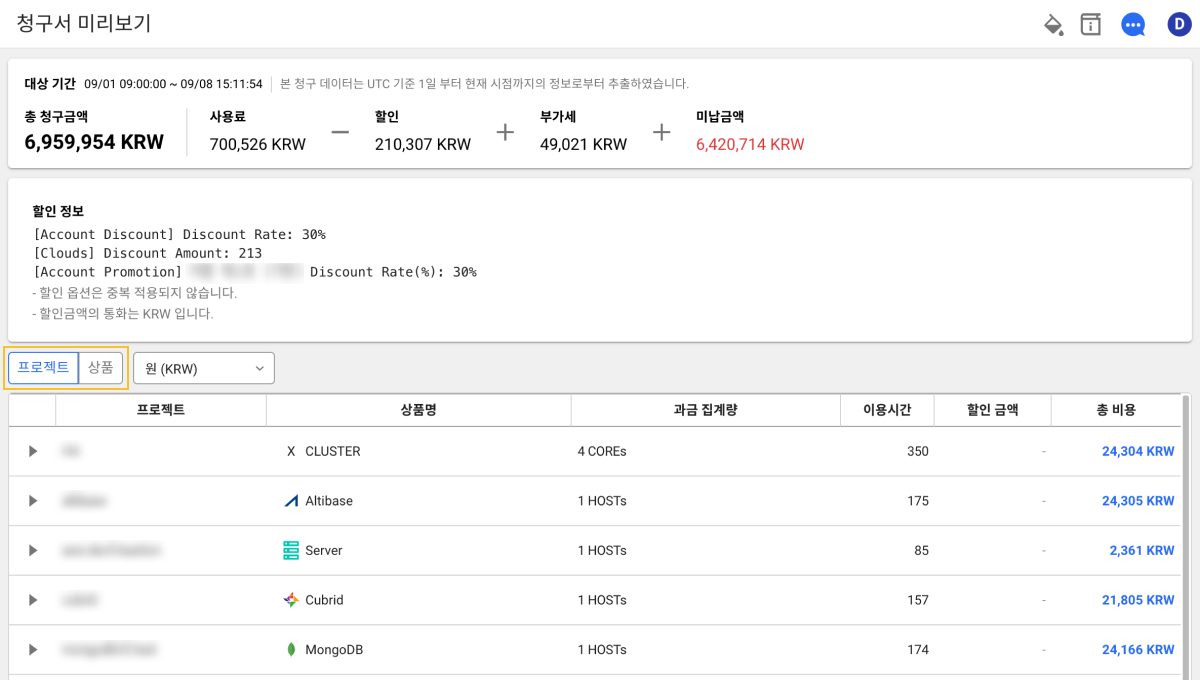 청구서 미리보기
D
대상 기간 09/01 09:00:00 ~ 09/08 15:11:54 본 청구 데이터는 UTC 기준 1일 부터 현재 시점까지의 정보로부터 추출하였습니다.
총 청구금액 사용료 할인 부가세 미납금액
6,959,954 KRW 700,526 KRW − 210,307 KRW + 49,021 KRW + 6,420,714 KRW
할인 정보
[Account Discount] Discount Rate: 30%
[Clouds] Discount Amount: 213
[Account Promotion] Discount Rate(%): 30%
- 할인 옵션은 중복 적용되지 않습니다.
- 할인금액의 통화는 KRW 입니다.
프로젝트 상품 원 (KRW)
프로젝트 상품명 과금 집계량 이용시간 할인 금액 총 비용
X CLUSTER 4 COREs 350 - 24,304 KRW
Altibase 1 HOSTs 175 - 24,305 KRW
Server 1 HOSTs 85 - 2,361 KRW
Cubrid 1 HOSTs 157 - 21,805 KRW
MongoDB 1 HOSTs 174 - 24,166 KRW